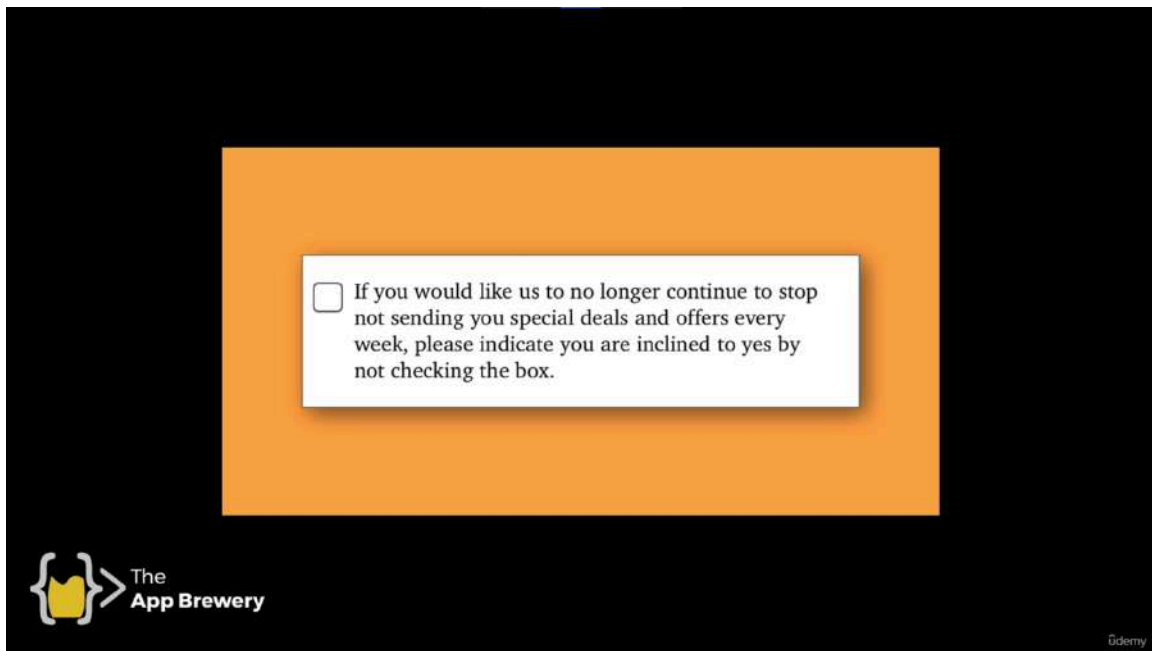 If you would like us to no longer continue to stop
not sending you special deals and offers every
week, please indicate you are inclined to yes by
not checking the box.
The
App Brewery
ûdemy